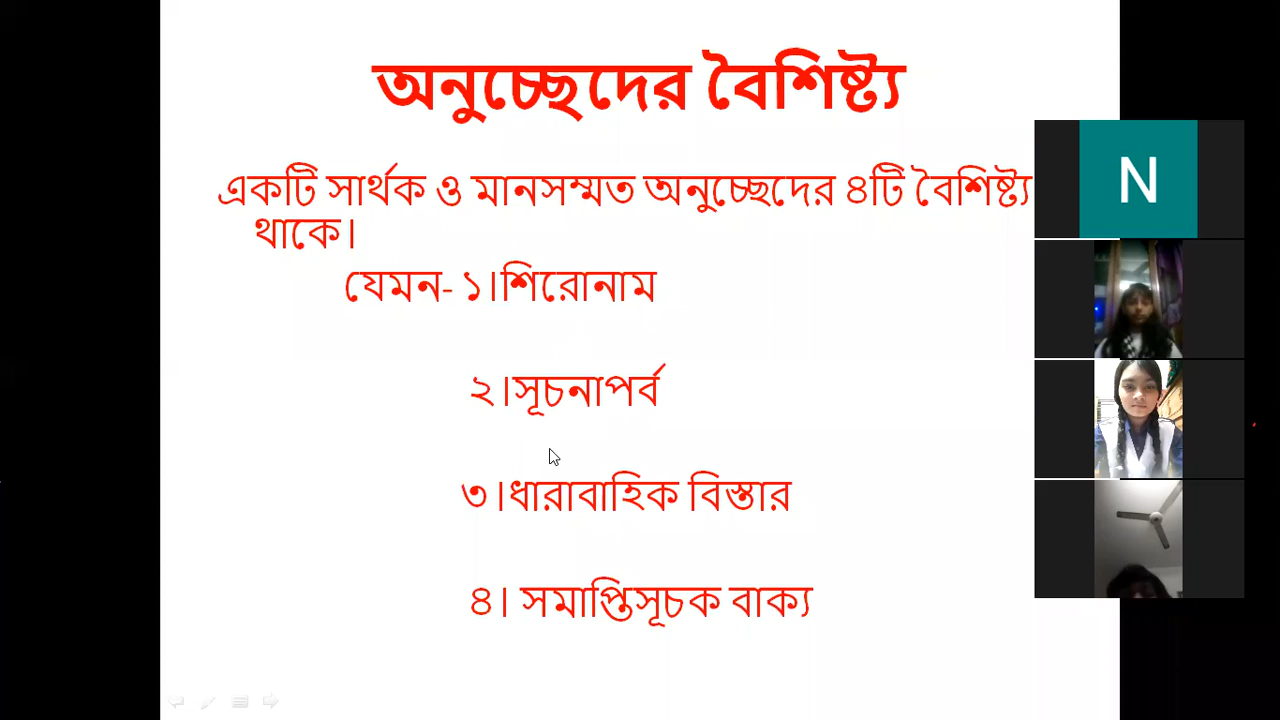 অনুচ্ছেদের বৈশিষ্ট্য
একটি সার্থক ও মানসম্মত অনুচ্ছেদের ৪টি বৈশিষ্ট্য
থাকে।
যেমন- ১।শিরোনাম
২।সূচনাপর্ব
৩।ধারাবাহিক বিস্তার
৪। সমাপ্তিসূচক বাক্য
N